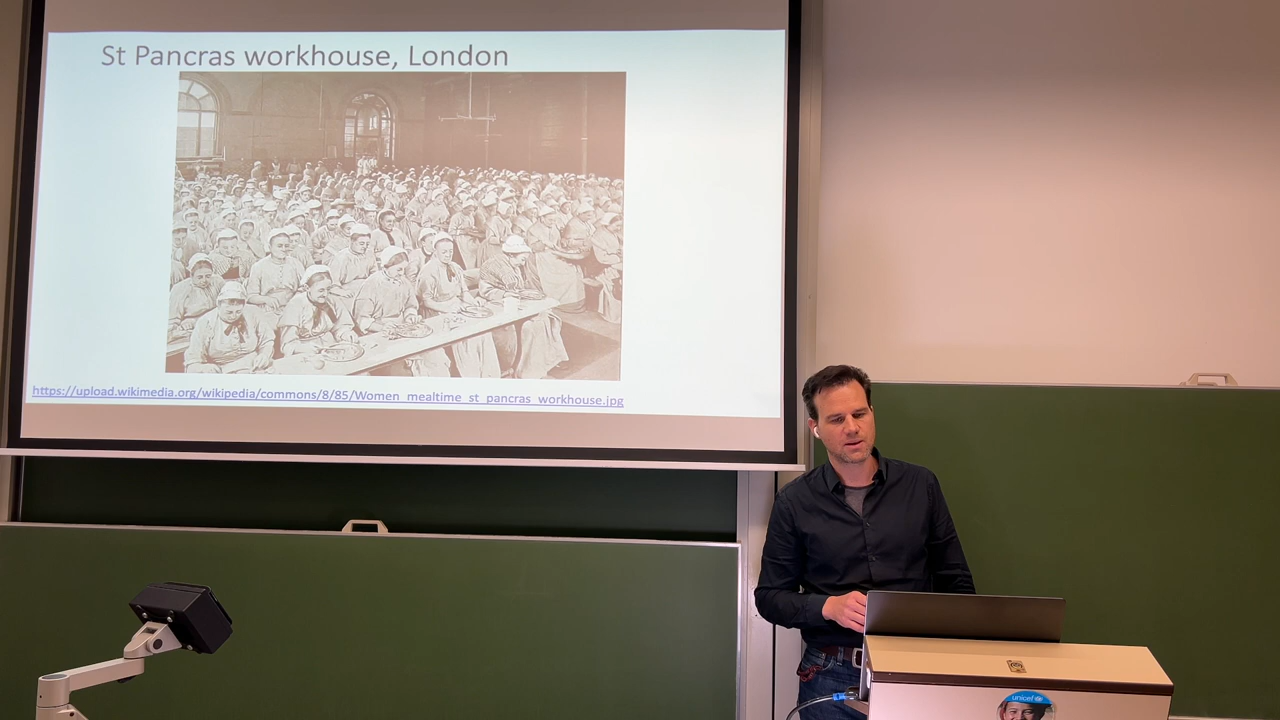 St Pancras workhouse, London
https://upload.wikimedia.org/wikipedia/commons/8/85/Women_mealtime_st_pancras_workhouse.jpg
unicef